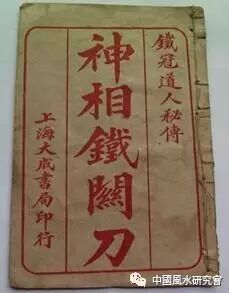 鐵冠道人秘傳
神相鐵關刀
上海大成書局印行
中國風水研究會